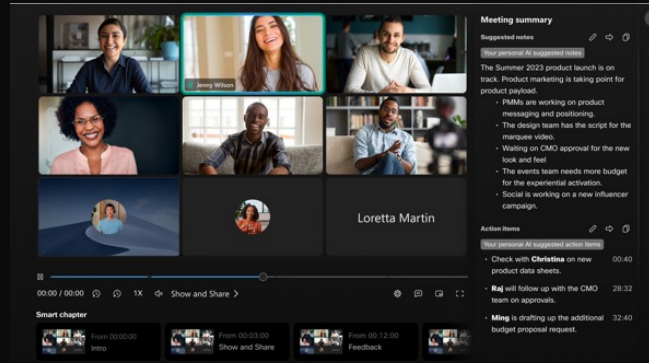 Jenny Wilson
Loretta Martin
00:00 / 00:00
1X
Show and Share
Smart chapter
From 00:00:00
Intro
From 00:03:00
Show and Share
From 00:12:00
Feedback
Meeting summary
Suggested notes
Your personal AI suggested notes
The Summer 2023 product launch is on
track. Product marketing is taking point for
product payload.
• PMMs are working on product
messaging and positioning.
• The design team has the script for the
marquee video.
• Waiting on CMO approval for the new
look and feel
• The events team needs more budget
for the experiential activation.
• Social is working on a new influencer
campaign.
Action items
Your personal AI suggested action items
• Check with Christina on new 00:40
product data sheets.
• Raj will follow up with the CMO 28:32
team on approvals.
• Ming is drafting up the additional 32:40
budget proposal request.